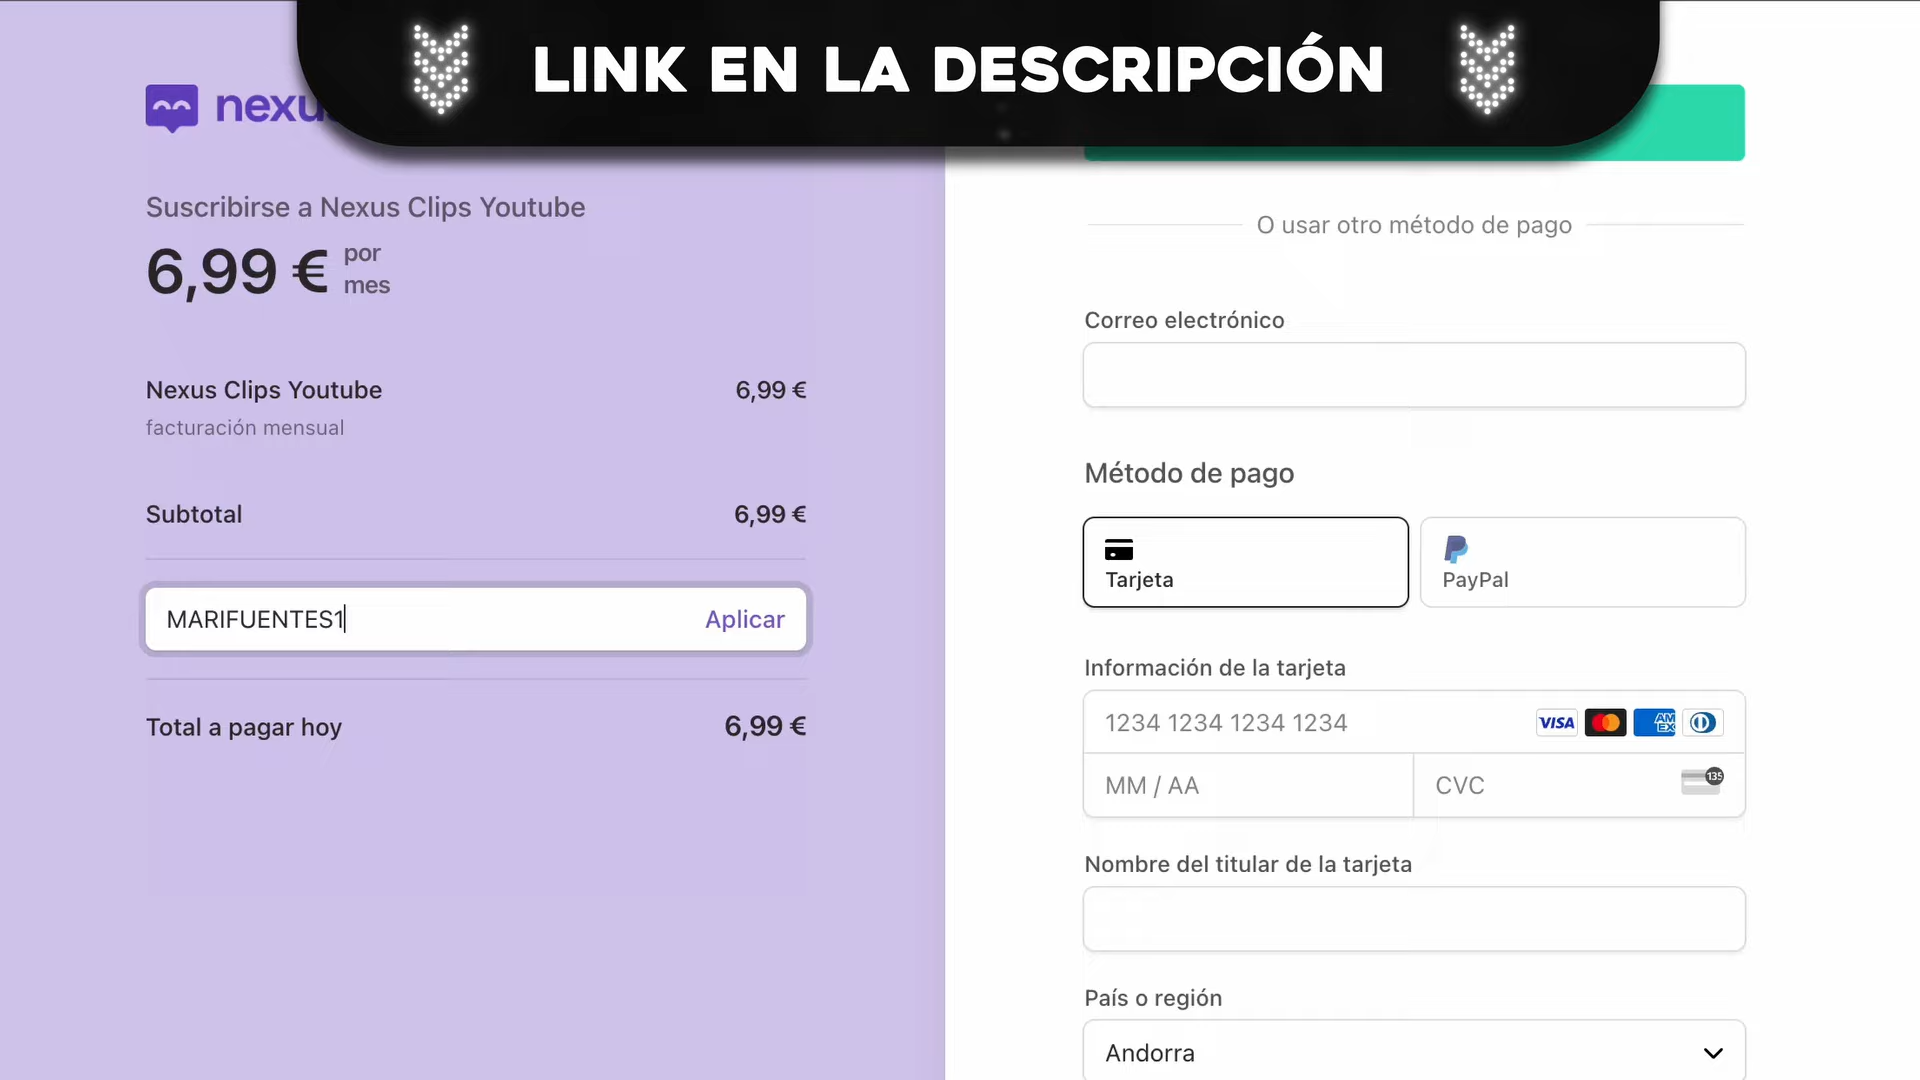 LINK EN LA DESCRIPCIÓN
Suscribirse a Nexus Clips Youtube
6,99 € por mes
Nexus Clips Youtube 6,99 €
facturación mensual
Subtotal 6,99 €
MARIFUENTES1 Aplicar
Total a pagar hoy 6,99 €
O usar otro método de pago
Correo electrónico
Método de pago
Tarjeta
PayPal
Información de la tarjeta
1234 1234 1234 1234 VISA AMEX
MM / AA CVC 135
Nombre del titular de la tarjeta
País o región
Andorra